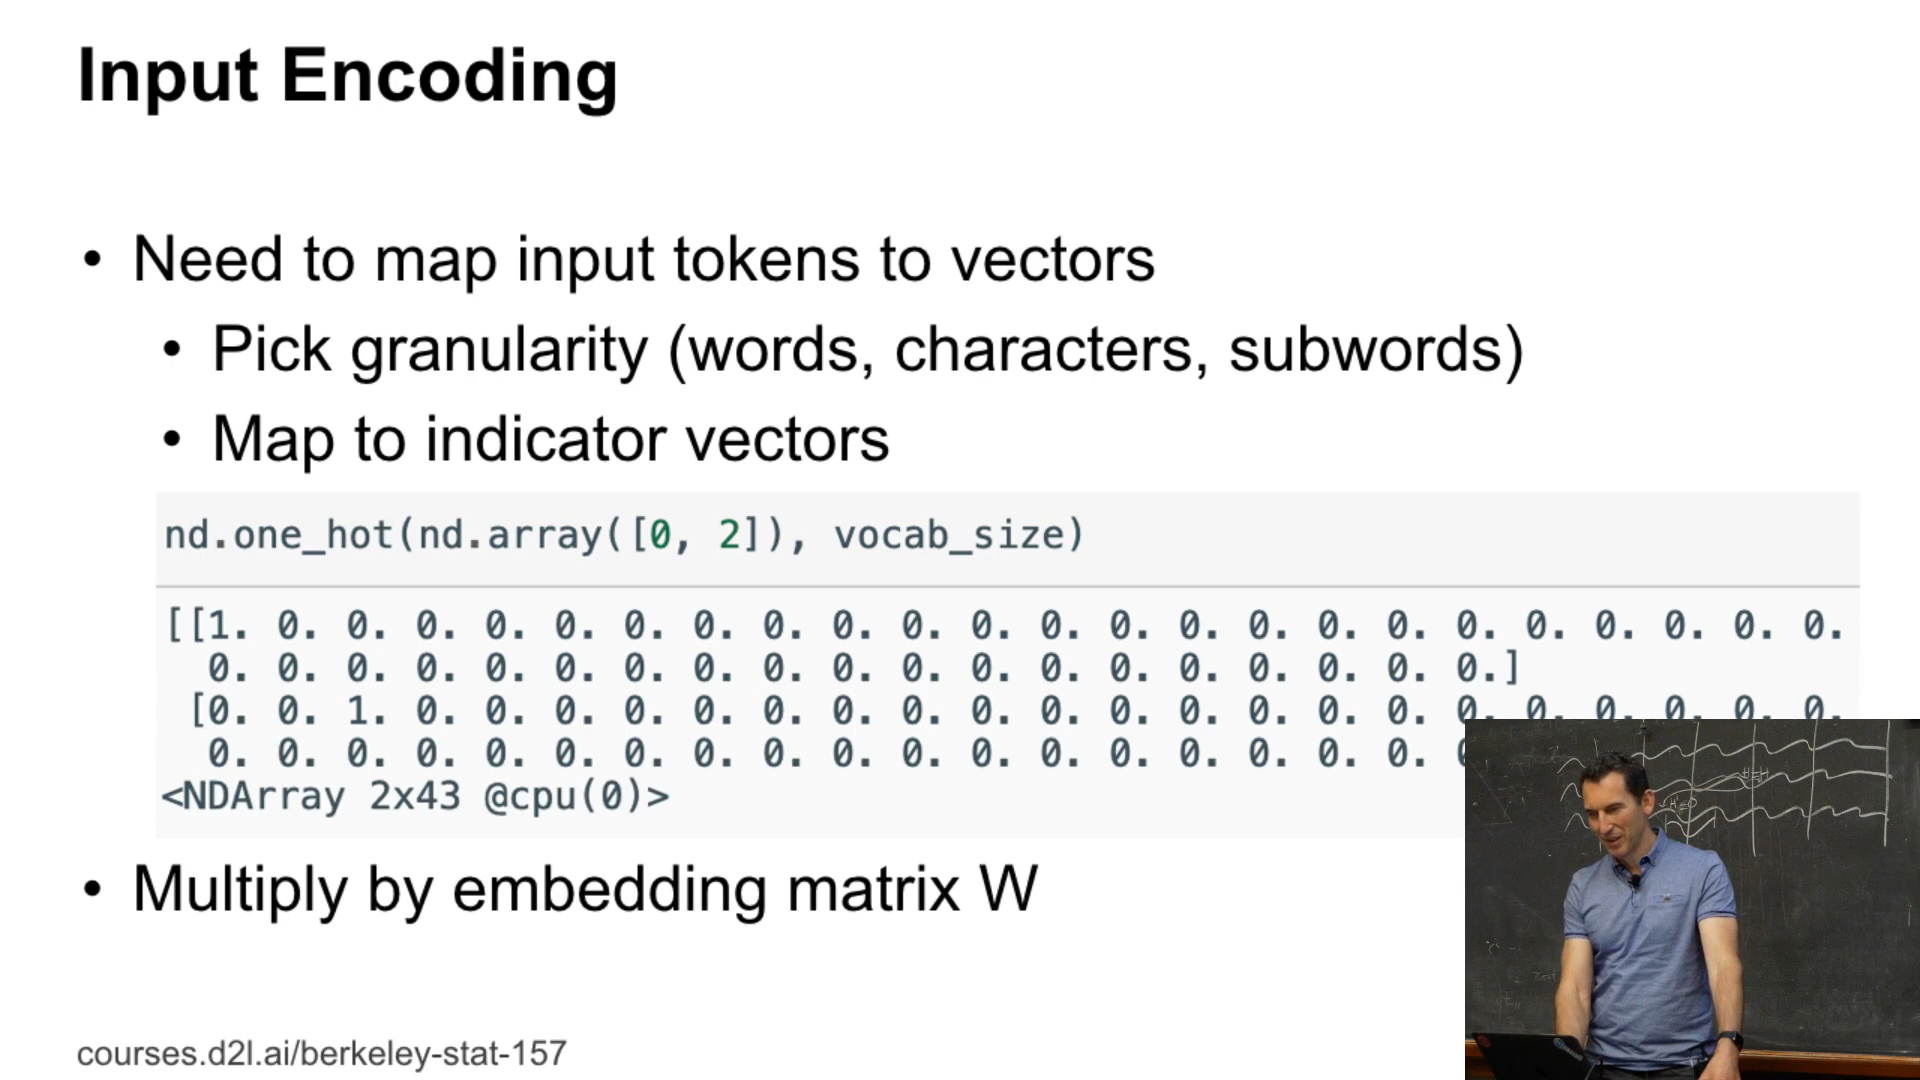 Input Encoding
• Need to map input tokens to vectors
• Pick granularity (words, characters, subwords)
• Map to indicator vectors
nd.one_hot(nd.array([0, 2]), vocab_size)
[[1. 0. 0. 0. 0. 0. 0. 0. 0. 0. 0. 0. 0. 0. 0. 0. 0. 0. 0. 0. 0. 0. 0. 0.
0. 0. 0. 0. 0. 0. 0. 0. 0. 0. 0. 0. 0. 0. 0. 0. 0. 0. 0.]
[0. 0. 1. 0. 0. 0. 0. 0. 0. 0. 0. 0. 0. 0. 0. 0. 0. 0. 0. 0. 0. 0. 0. 0.
0. 0. 0. 0. 0. 0. 0. 0. 0. 0. 0. 0. 0. 0. 0. 0. 0. 0.
<NDArray 2x43 @cpu(0)>
• Multiply by embedding matrix W
courses.d2l.ai/berkeley-stat-157